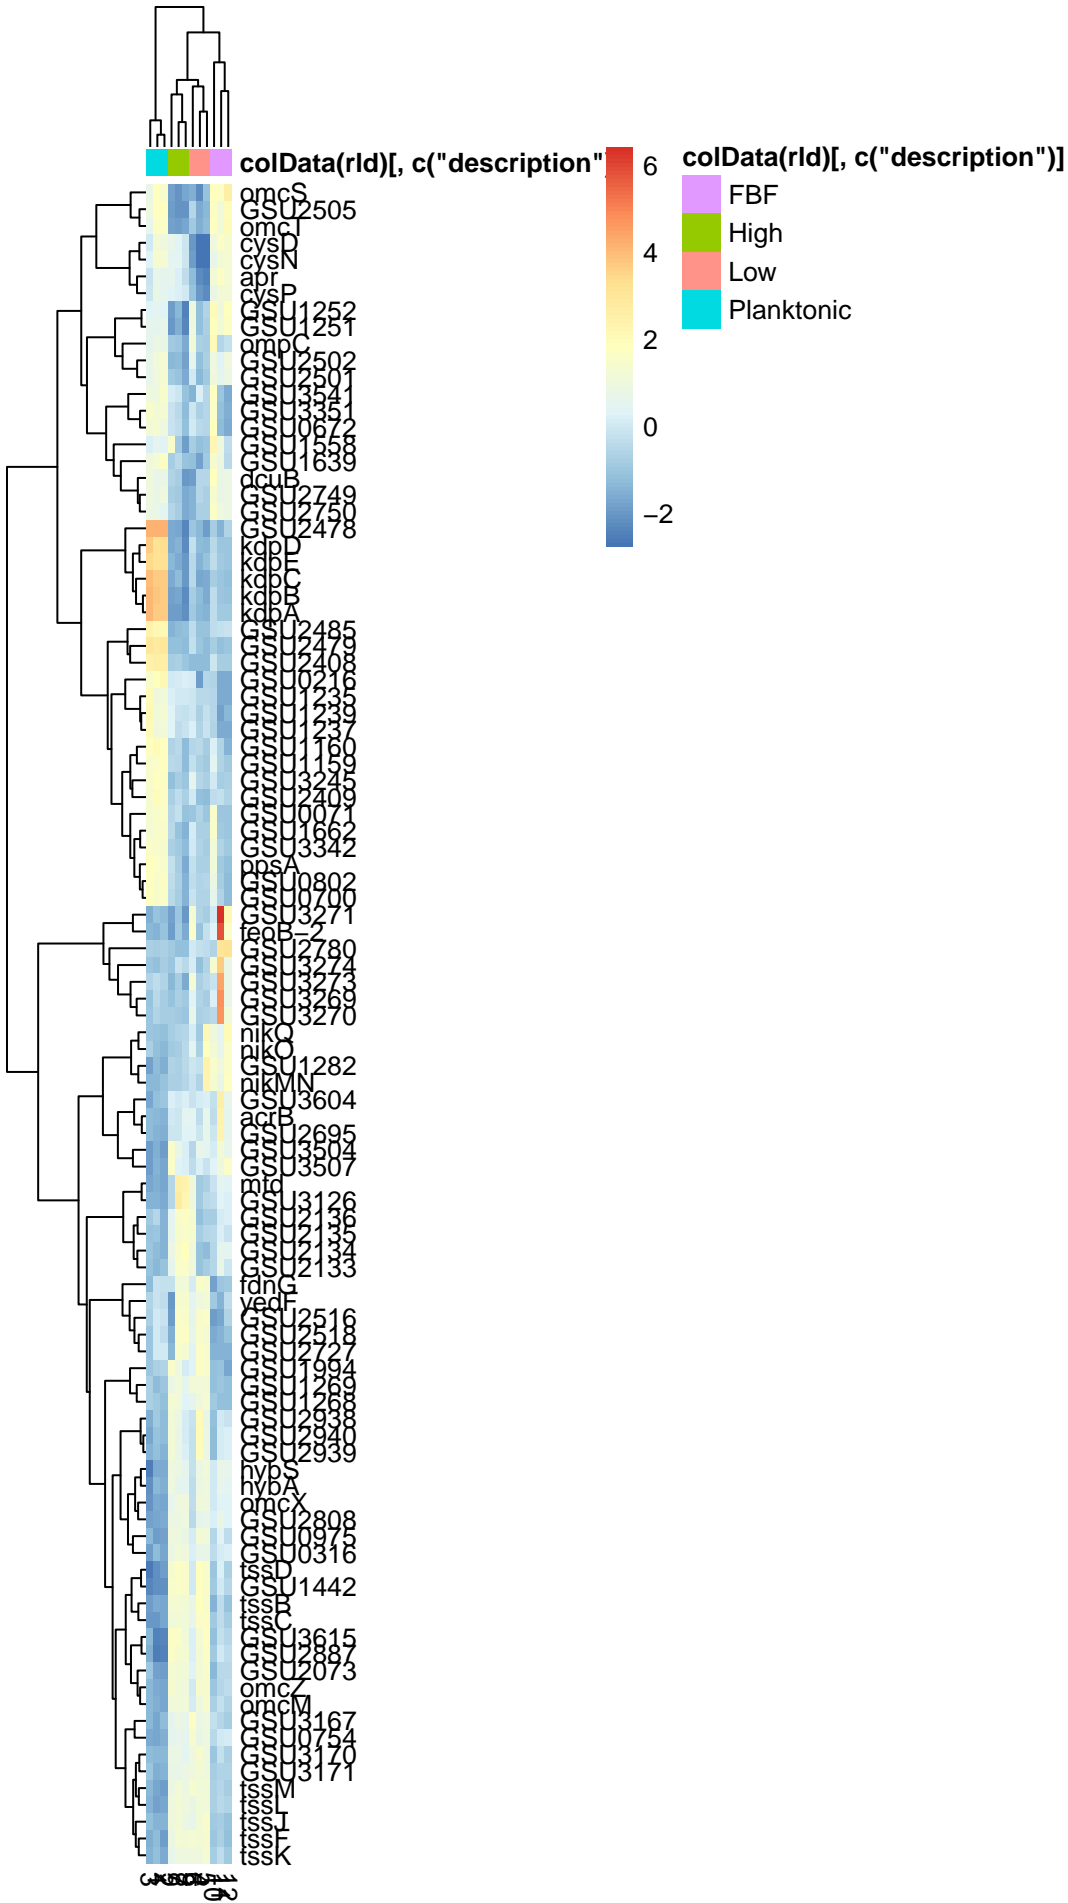 colData(rld)[, c("description"
colData(rld)[, c("description")]
FBF
High
Low
Planktonic
6
4
2
0
−2
omcS
GSU2505
omcT
cysD
cysN
apr
cysP
GSU1252
GSU1251
ompC
GSU2502
GSU2501
GSU3541
GSU3351
GSU0672
GSU1558
GSU1639
dcuB
GSU2749
GSU2750
GSU2478
kdpD
kdpE
kdpC
kdpB
kdpA
GSU2485
GSU2479
GSU2408
GSU0216
GSU1235
GSU1239
GSU1237
GSU1160
GSU1159
GSU3245
GSU2409
GSU0071
GSU1662
GSU3342
ppsA
GSU0802
GSU0700
GSU3271
feoB−2
GSU2780
GSU3274
GSU3273
GSU3269
GSU3270
nikQ
nikO
GSU1282
nikMN
GSU3604
acrB
GSU2695
GSU3504
GSU3507
mtd
GSU3126
GSU2136
GSU2135
GSU2134
GSU2133
fdnG
yedF
GSU2516
GSU2518
GSU2727
GSU1994
GSU1269
GSU1268
GSU2938
GSU2940
GSU2939
hybS
hybA
omcX
GSU2808
GSU0975
GSU0316
tssD
GSU1442
tssB
tssC
GSU3615
GSU2887
GSU2073
omcZ
omcM
GSU3167
GSU0754
GSU3170
GSU3171
tssM
tssL
tssJ
tssF
tssK
3
12